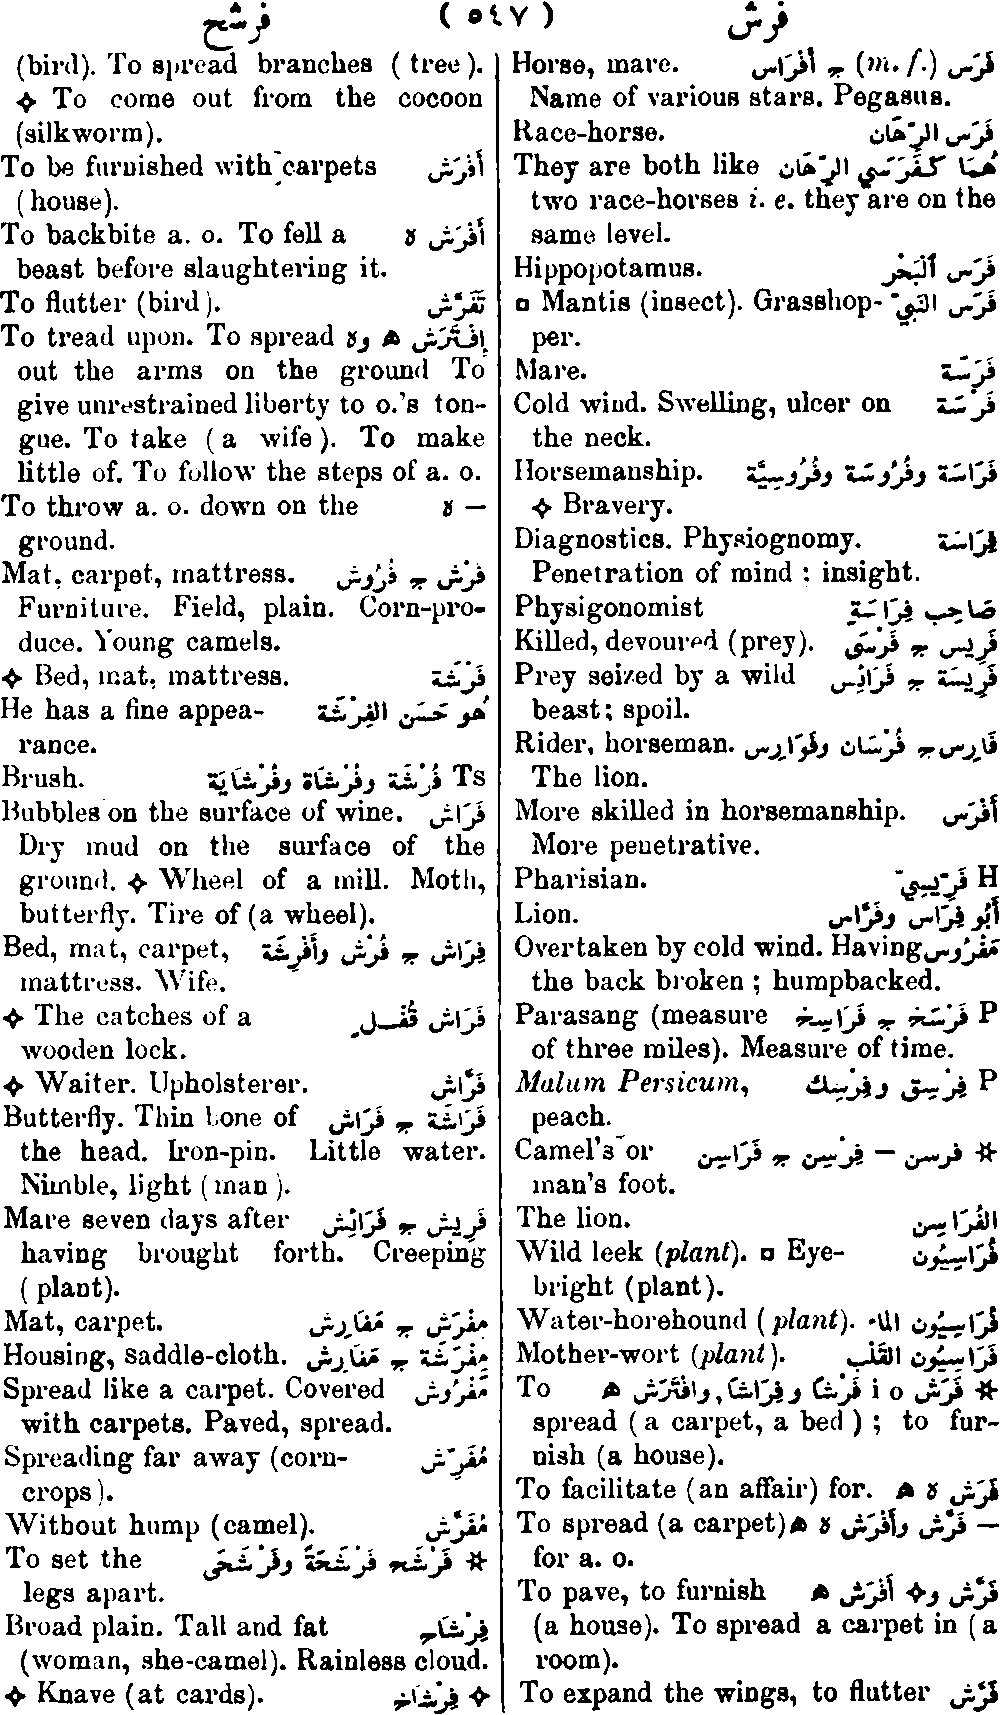 فرش ( ٥٤٧ ) فرشح
Horse, mare. فَرَس (m. f.) ج أَفْرَاس
Name of various stars. Pegasus.
Race-horse. فَرَس الرِّهَان
They are both like هُمَا كَفَرَسَي الرِّهَان
two race-horses i. e. they are on the
same level.
Hippopotamus. فَرَس ٱلْبَحْر
▫ Mantis (insect). Grasshop- فَرَس النَّبِيّ
per.
Mare. فَرَسَة
Cold wind. Swelling, ulcer on فَرْسَة
the neck.
Horsemanship. فَرَاسَة وفُرُوسَة وفُرُوسِيَّة
✧ Bravery.
Diagnostics. Physiognomy. فِرَاسَة
Penetration of mind ; insight.
Physigonomist صَاحِب فِرَاسَةٍ
Killed, devoured (prey). فَرِيس ج فَرْسَى
Prey seized by a wild فَرِيسَة ج فَرَائِس
beast ; spoil.
Rider, horseman. فَارِس ج فُرْسَان وفَوَارِس
The lion.
More skilled in horsemanship. أَفْرَس
More penetrative.
Pharisian. H فَرِّيسِيّ
Lion. أَبُو فِرَاس وفَرَّاس
Overtaken by cold wind. Having مَفْرُوس
the back broken ; humpbacked.
Parasang (measure P فَرْسَخ ج فَرَاسِخ
of three miles). Measure of time.
Malum Persicum, P فِرْسِق وفِرْسِك
peach.
Camel's or ✲ فرسن – فِرْسِن ج فَرَاسِن
man's foot.
The lion. الفُرَاسِن
Wild leek (plant). ▫ Eye- فُرَاسِيُون
bright (plant).
Water-horehound (plant). فُرَاسِيُون الماء
Mother-wort (plant). فُرَاسِيُون القَلْب
To ✲ فَرَش i o فَرْشًا وفِرَاشًا, وافْتَرَش ه
spread (a carpet, a bed) ; to fur-
nish (a house).
To facilitate (an affair) for. فَرَش ه ه
To spread (a carpet) – فَرَّش وأَفْرَش ه ه
for a. o.
To pave, to furnish فَرَّش و✧ أَفْرَش ه
(a house). To spread a carpet in (a
room).
To expand the wings, to flutter فَرَّش
(bird). To spread branches (tree).
✧ To come out from the cocoon
(silkworm).
To be furnished with carpets أَفْرَش
(house).
To backbite a. o. To fell a أَفْرَش ه
beast before slaughtering it.
To flutter (bird). تَفَرَّش
To tread upon. To spread إِفْتَرَش ه وه
out the arms on the ground To
give unrestrained liberty to o.'s ton-
gue. To take (a wife). To make
little of. To follow the steps of a. o.
To throw a. o. down on the – ه
ground.
Mat, carpet, mattress. فَرْش ج فُرُوش
Furniture. Field, plain. Corn-pro-
duce. Young camels.
✧ Bed, mat, mattress. فَرْشَة
He has a fine appea- هُو حَسَن الفِرْشَة
rance.
Brush. Ts فُرْشَة وفُرْشَاة وفُرْشَايَة
Bubbles on the surface of wine. فَرَاش
Dry mud on the surface of the
ground. ✧ Wheel of a mill. Moth,
butterfly. Tire of (a wheel).
Bed, mat, carpet, فِرَاش ج فُرُش وأَفْرِشَة
mattress. Wife.
✧ The catches of a فَرَاش قُفْـل
wooden lock.
✧ Waiter. Upholsterer. فَرَّاش
Butterfly. Thin bone of فَرَاشَة ج فَرَاش
the head. Iron-pin. Little water.
Nimble, light (man).
Mare seven days after فَرِيش ج فَرَائِش
having brought forth. Creeping
(plant).
Mat, carpet. مِفْرَش ج مَفَارِش
Housing, saddle-cloth. مِفْرَشَة ج مَفَارِش
Spread like a carpet. Covered مَفْرُوش
with carpets. Paved, spread.
Spreading far away (corn- مُفَرِّش
crops).
Without hump (camel). مُفَرَّش
To set the ✲ فَرْشَح فَرْشَحَةً وفَرْشَحَى
legs apart.
Broad plain. Tall and fat فِرْشَاح
(woman, she-camel). Rainless cloud.
✧ Knave (at cards). ✧ فِرْشَاخ